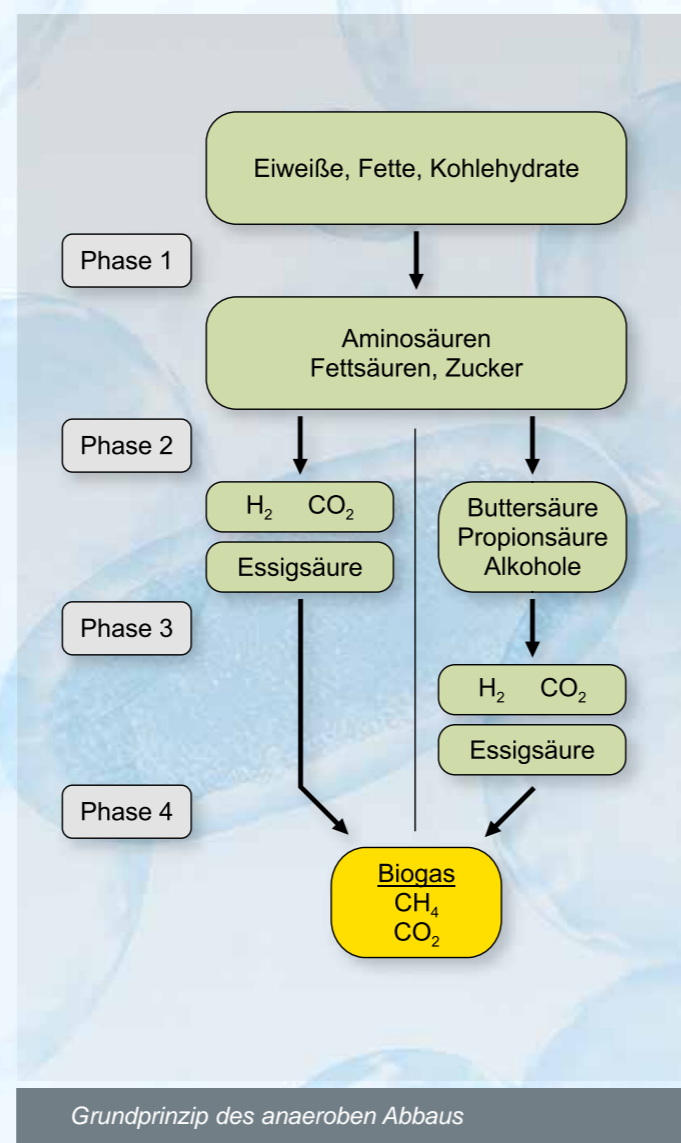 Eiweiße, Fette, Kohlehydrate
Phase 1
Aminosäuren
Fettsäuren, Zucker
Phase 2
H₂ CO₂
Essigsäure
Buttersäure
Propionsäure
Alkohole
Phase 3
H₂ CO₂
Essigsäure
Phase 4
Biogas
CH₄
CO₂
Grundprinzip des anaeroben Abbaus